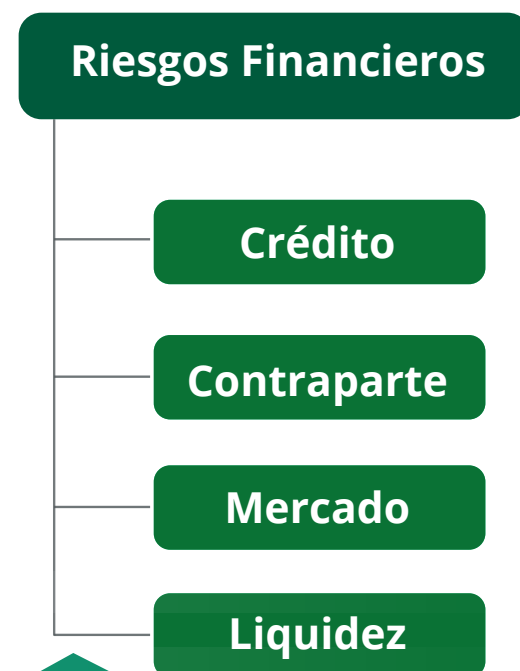 Riesgos Financieros
Crédito
Contraparte
Mercado
Liquidez